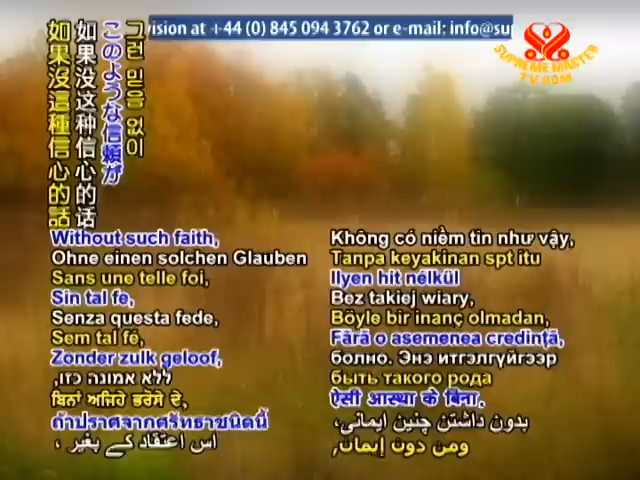 vision at +44 (0) 845 094 3762 or e-mail: info@su
SUPREME MASTER
TV.COM
如果沒這種信心的話
如果没这种信心的话
このような信頼が
그런 믿음 없이
Without such faith,
Ohne einen solchen Glauben
Sans une telle foi,
Sin tal fe,
Senza questa fede,
Sem tal fé,
Zonder zulk geloof,
ללא אמונה כזו,
ਬਿਨਾਂ ਅਜਿਹੇ ਭਰੋਸੇ ਦੇ,
ถ้าปราศจากศรัทธาชนิดนี้
اس اعتقاد کے بغیر ،
Không có niềm tin như vậy,
Tanpa keyakinan spt itu
Ilyen hit nélkül
Bez takiej wiary,
Böyle bir inanç olmadan,
Fără o asemenea credinţă,
болно. Энэ итгэлгүйгээр
быть такого рода
ऐसी आस्था के बिना,
بدون داشتن چنین ایمانی،
ومن دون إيمان,